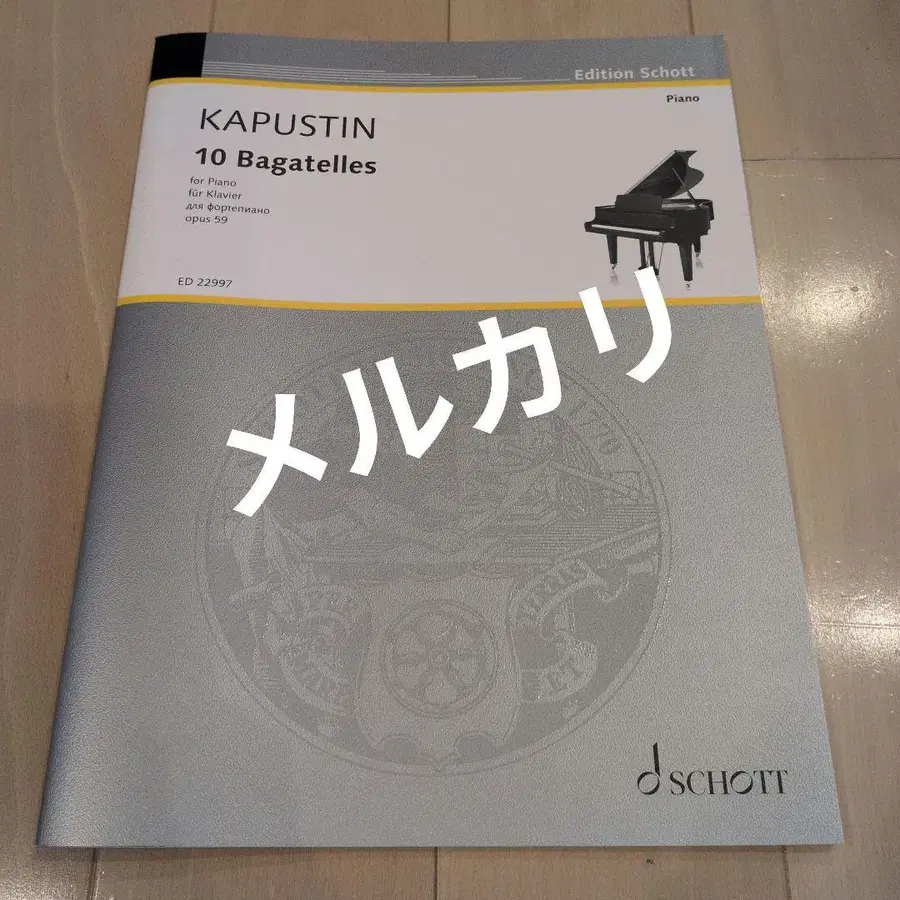 Edition Schott
Piano
KAPUSTIN
10 Bagatelles
for Piano
für Klavier
для фортепиано
opus 59
ED 22997
メルカリ
1770
SCHOTT